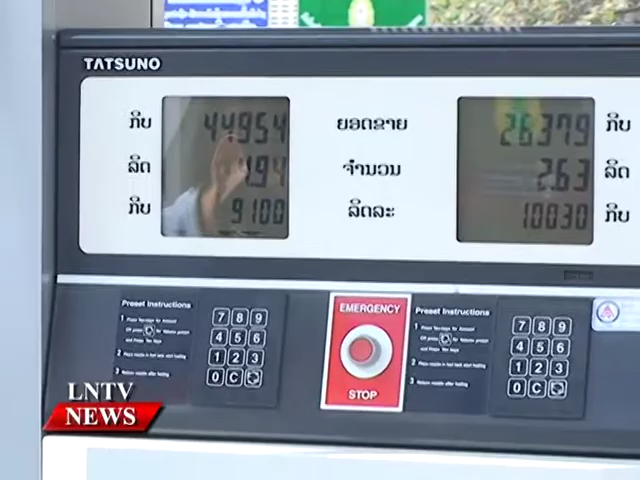 TATSUNO
ກີບ 44954 ຍອດຂາຍ 26379 ກີບ
ລິດ 4.94 ຈຳນວນ 2.63 ລິດ
ກີບ 9100 ລິດລະ 10030 ກີບ
Preset Instructions
7 8 9
4 5 6
1 2 3
0 C
EMERGENCY
STOP
Preset Instructions
7 8 9
4 5 6
1 2 3
0 C
LNTV
NEWS